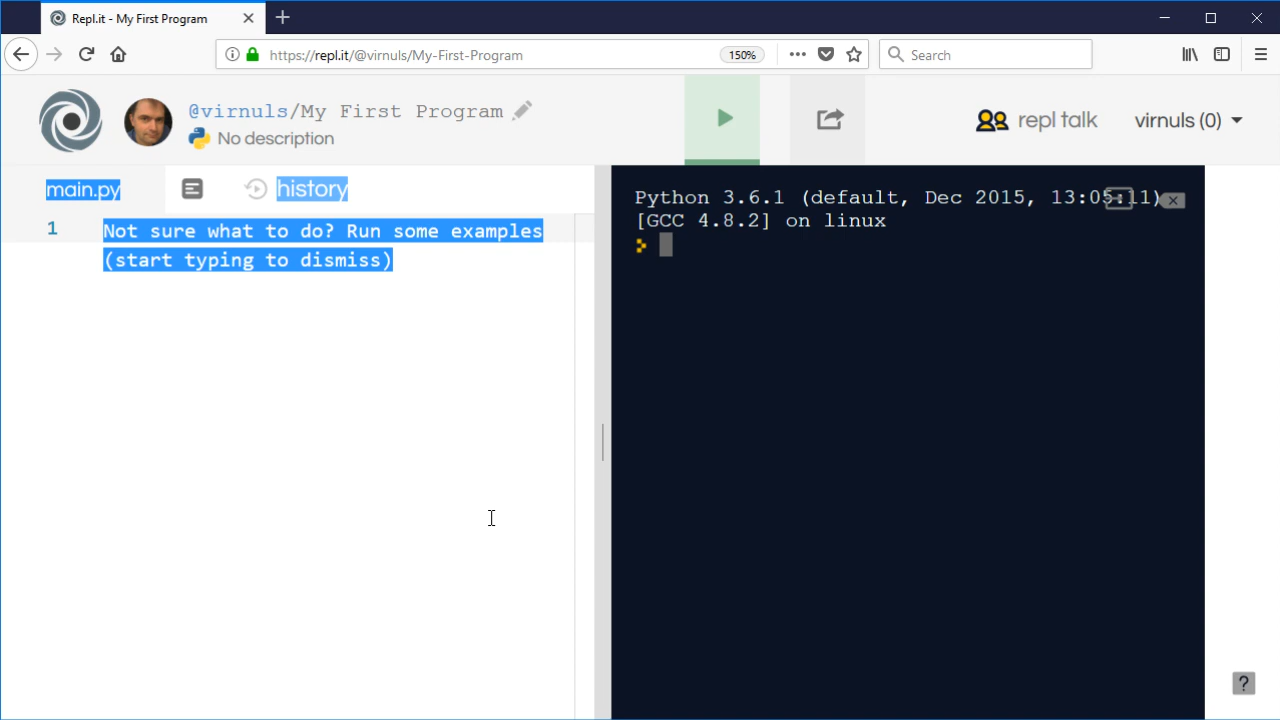 Repl.it - My First Program
https://repl.it/@virnuls/My-First-Program
150%
Search
@virnuls/My First Program
No description
repl talk
virnuls (0)
main.py
history
1
Not sure what to do? Run some examples
(start typing to dismiss)
Python 3.6.1 (default, Dec 2015, 13:05:11)
[GCC 4.8.2] on linux
?